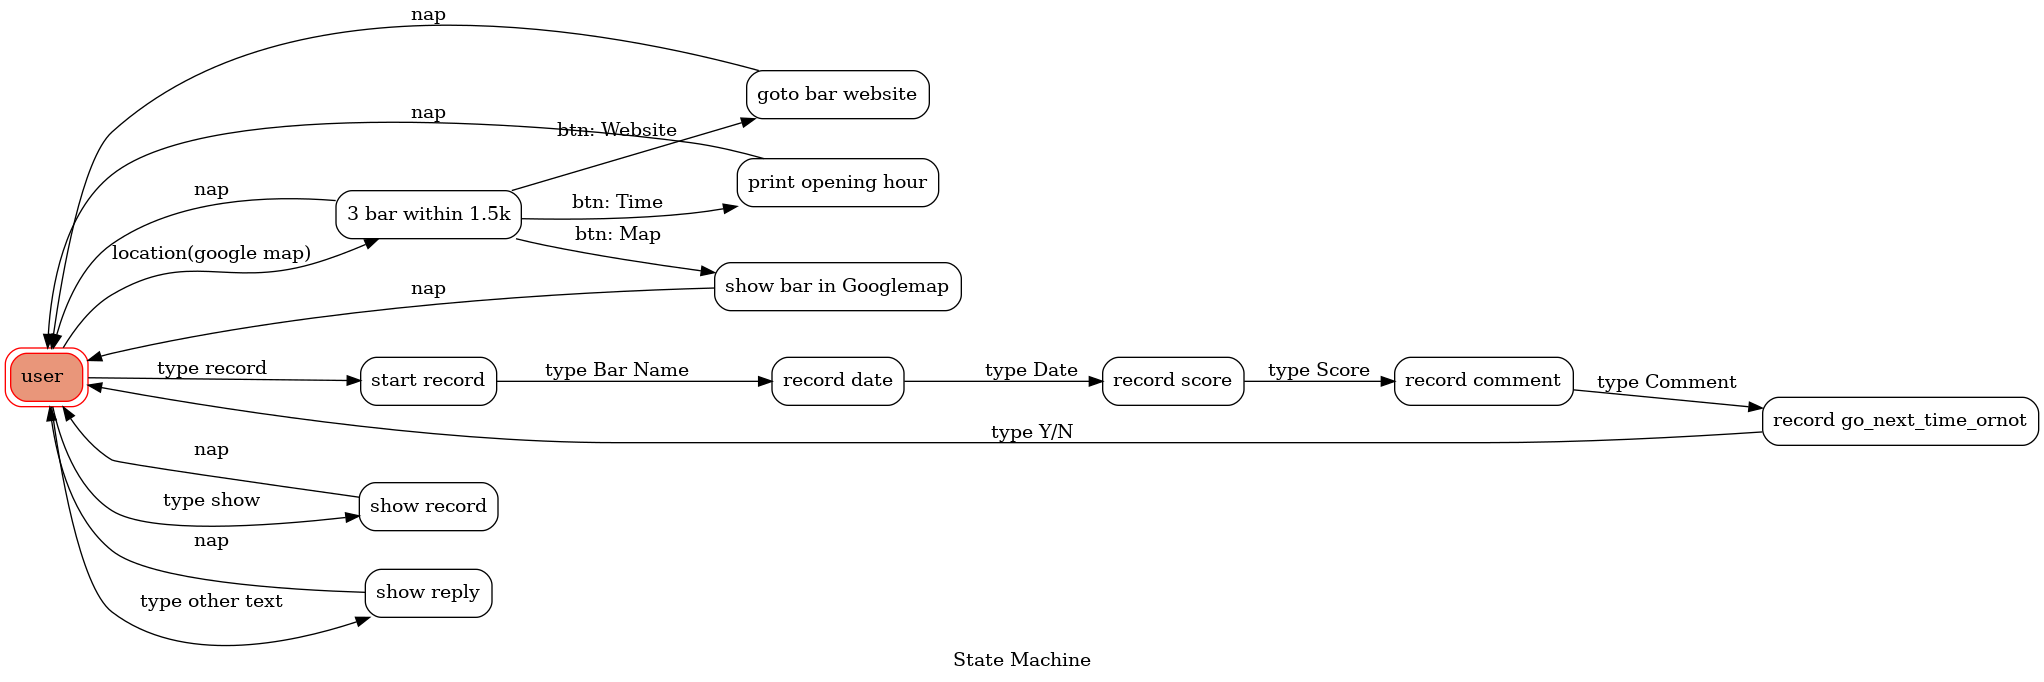 nap
goto bar website
nap
btn: Website
print opening hour
nap
3 bar within 1.5k
btn: Time
btn: Map
location(google map)
show bar in Googlemap
nap
user
type record
start record
type Bar Name
record date
type Date
record score
type Score
record comment
type Comment
record go_next_time_ornot
type Y/N
nap
type show
show record
nap
type other text
show reply
State Machine